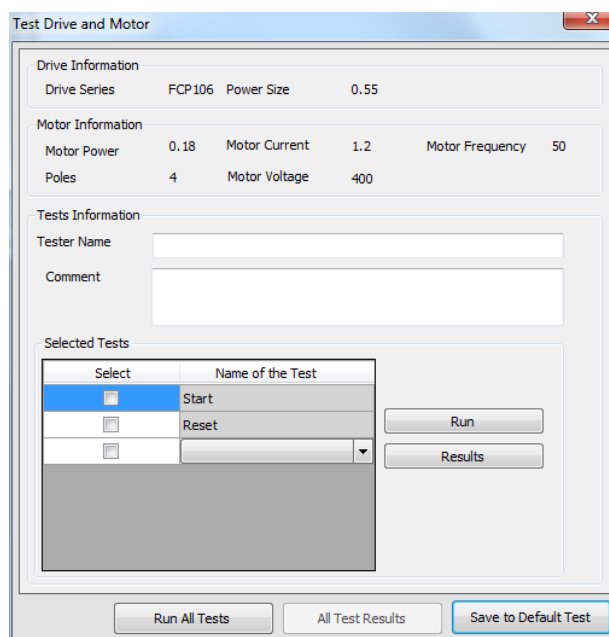 Test Drive and Motor
X
Drive Information
Drive Series FCP106 Power Size 0.55
Motor Information
Motor Power 0.18 Motor Current 1.2 Motor Frequency 50
Poles 4 Motor Voltage 400
Tests Information
Tester Name
Comment
Selected Tests
Select Name of the Test
Start
Reset
Run
Results
Run All Tests All Test Results Save to Default Test